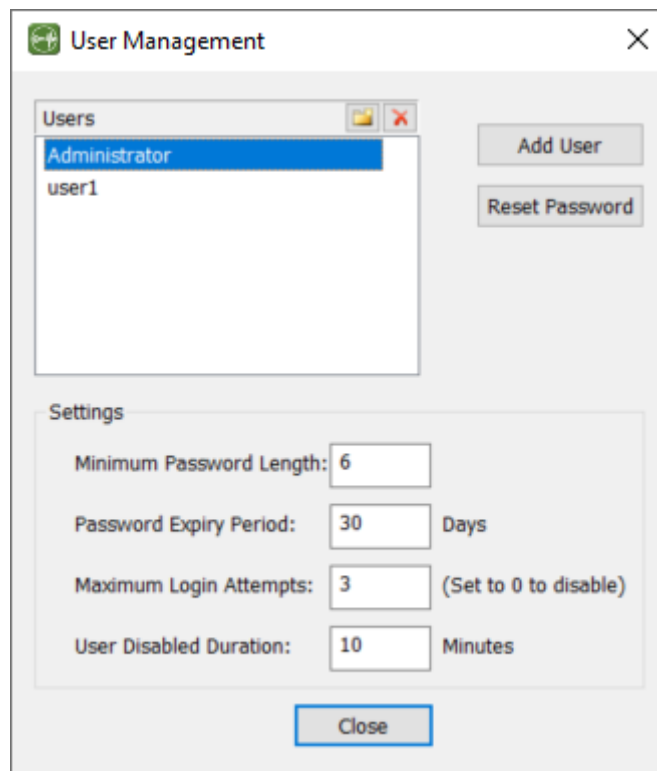 User Management
Users
Administrator
user1
Add User
Reset Password
Settings
Minimum Password Length: 6
Password Expiry Period: 30 Days
Maximum Login Attempts: 3 (Set to 0 to disable)
User Disabled Duration: 10 Minutes
Close